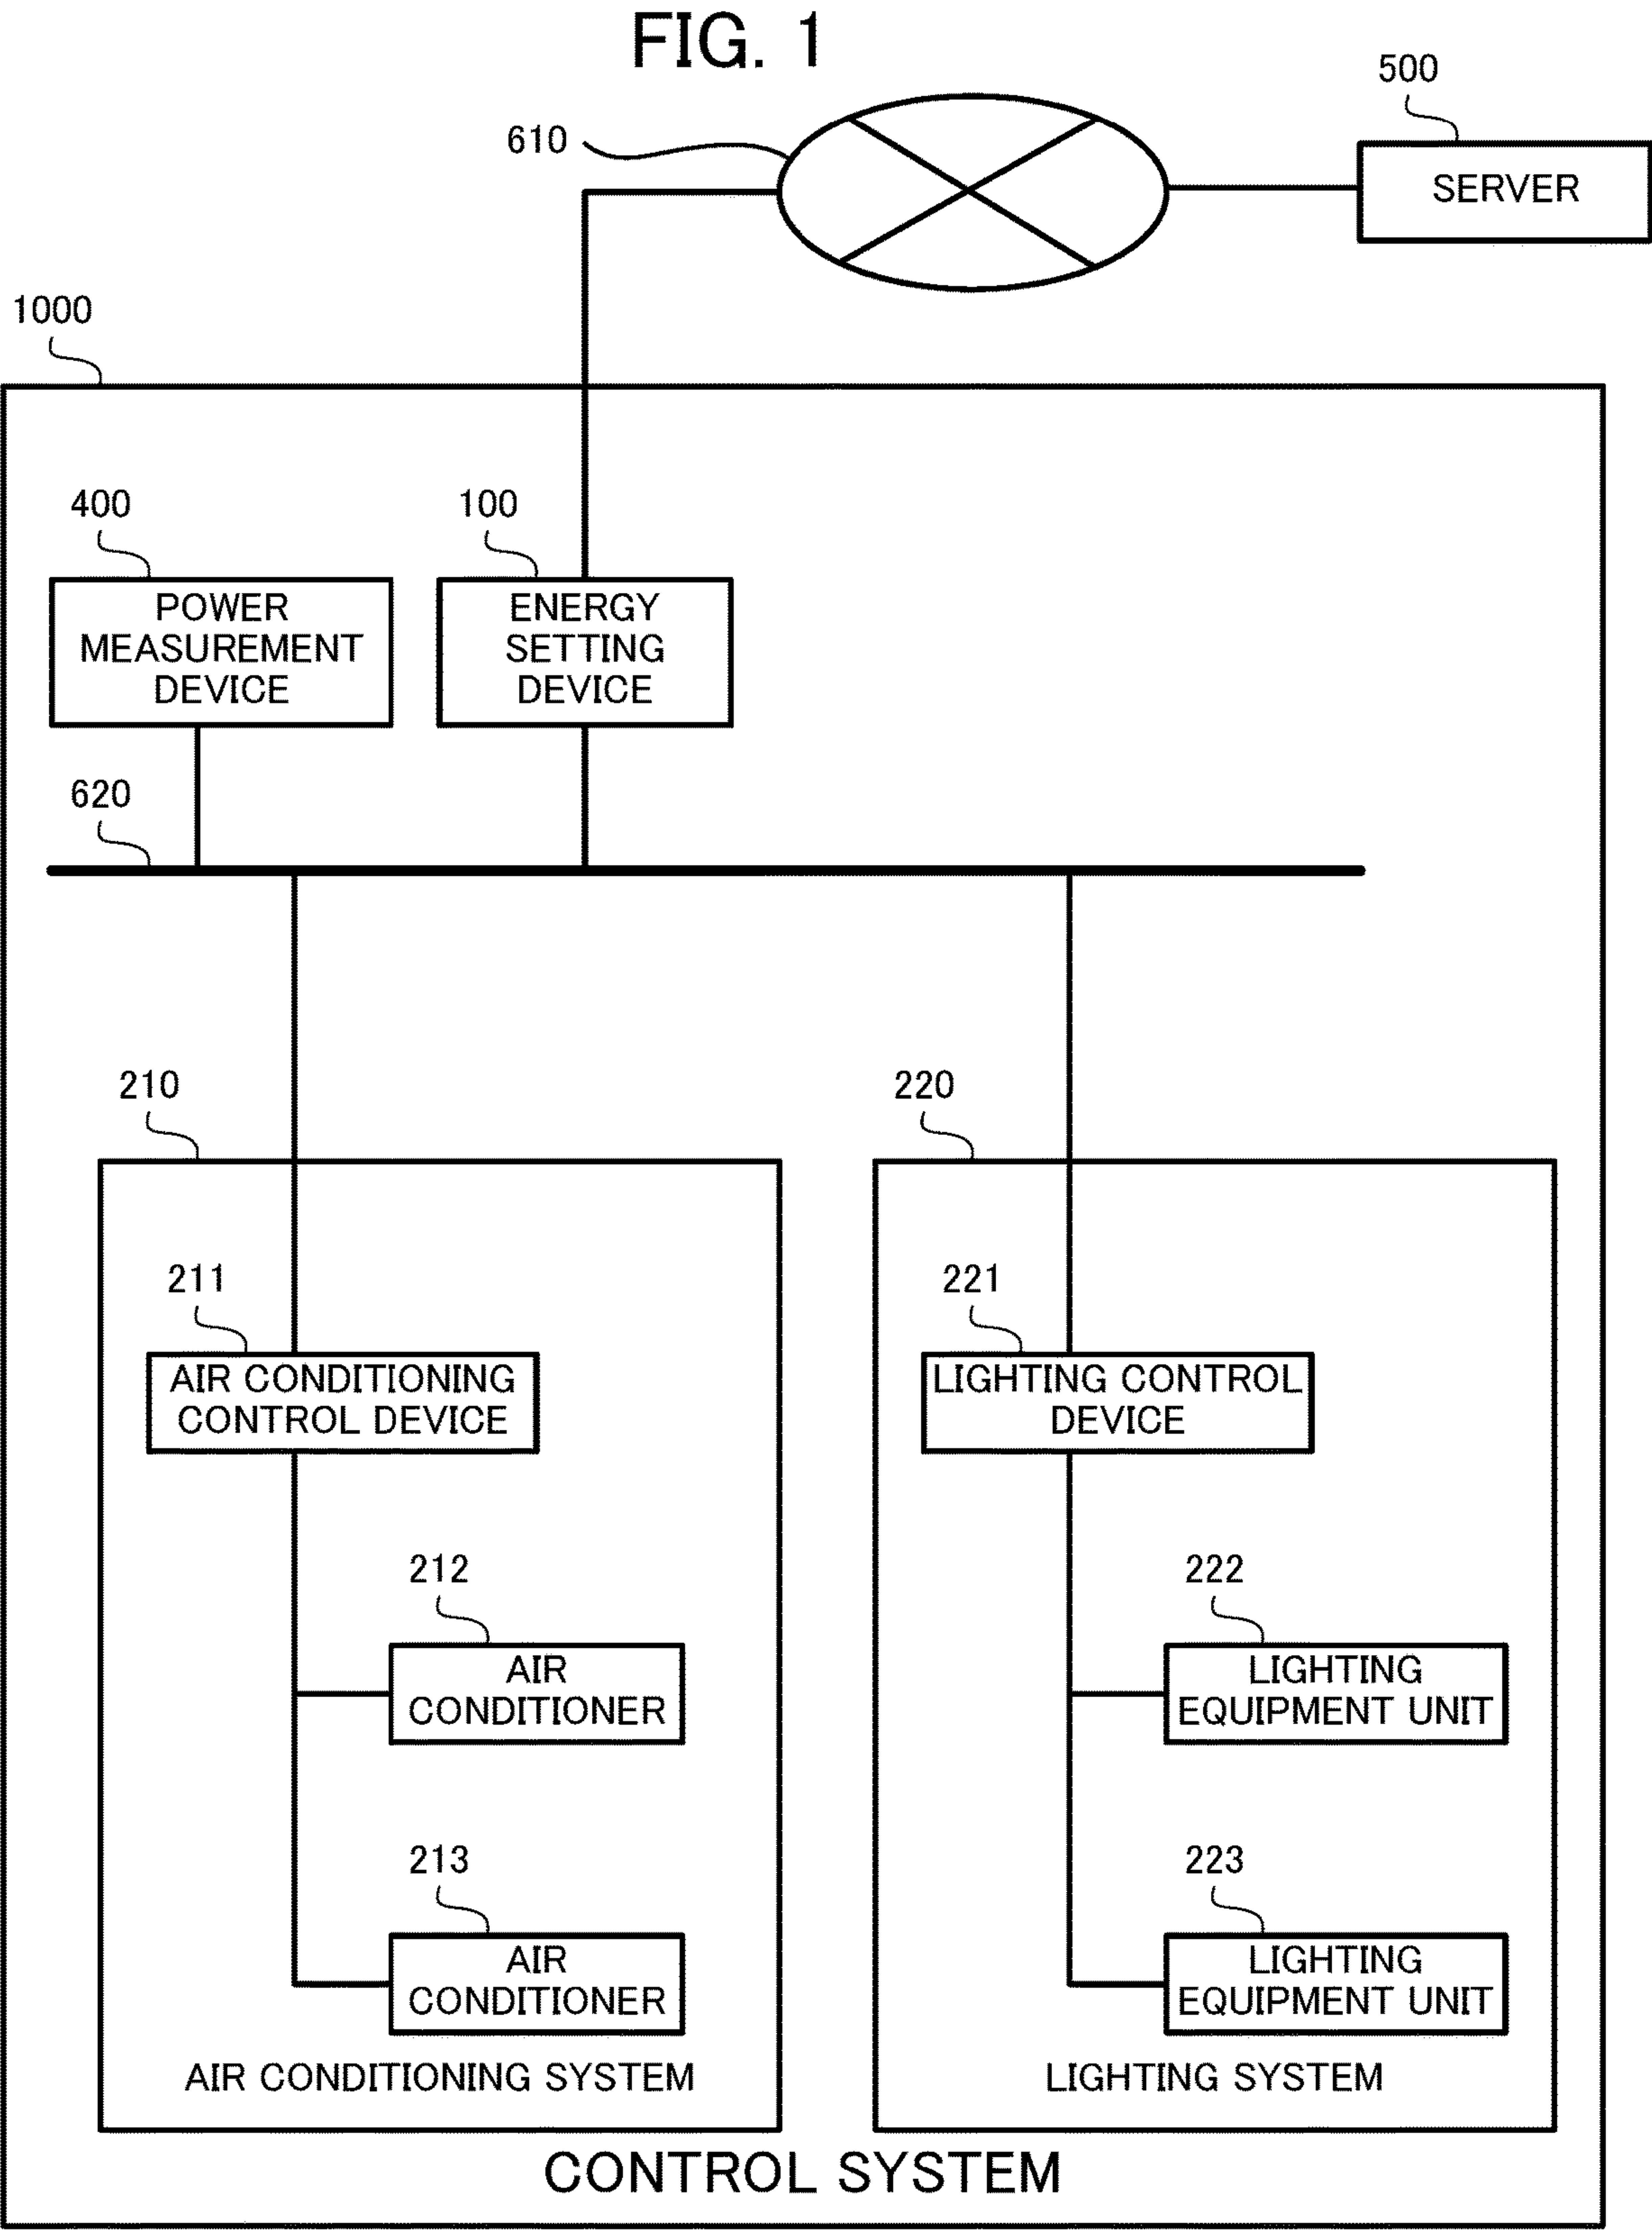 FIG. 1
500
610
SERVER
1000
400
100
POWER
MEASUREMENT
DEVICE
ENERGY
SETTING
DEVICE
620
210
220
211
221
AIR CONDITIONING
CONTROL DEVICE
LIGHTING CONTROL
DEVICE
212
222
AIR
CONDITIONER
LIGHTING
EQUIPMENT UNIT
213
223
AIR
CONDITIONER
LIGHTING
EQUIPMENT UNIT
AIR CONDITIONING SYSTEM
LIGHTING SYSTEM
CONTROL SYSTEM